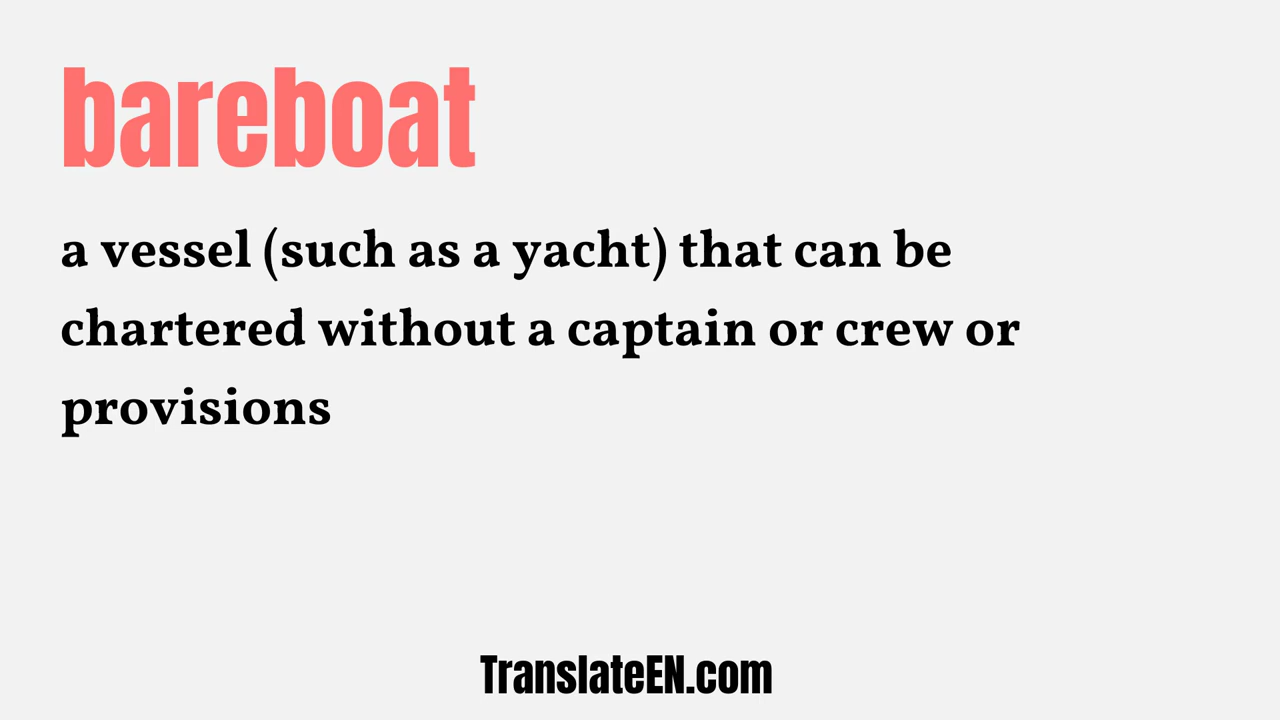 bareboat
a vessel (such as a yacht) that can be
chartered without a captain or crew or
provisions
TranslateEN.com